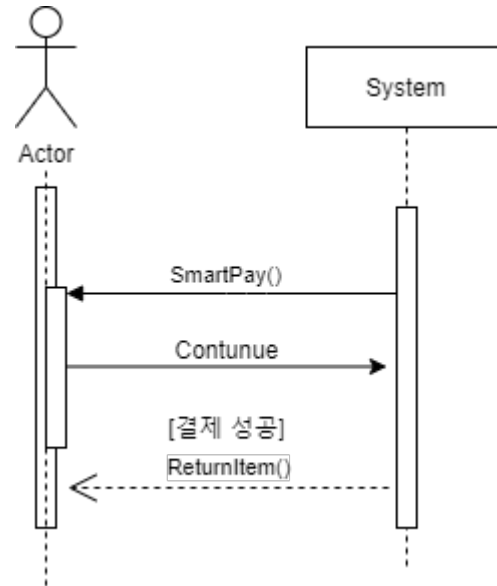 System
Actor
SmartPay()
Contunue
[결제 성공]
ReturnItem()